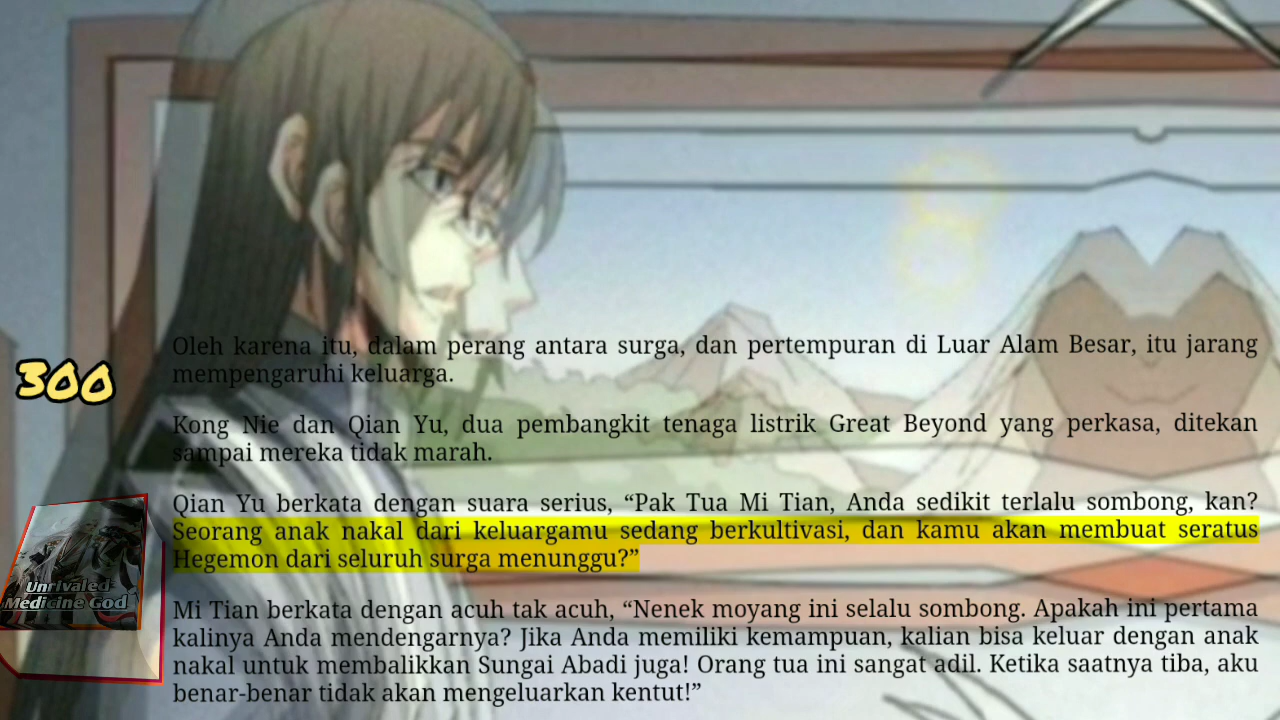 Oleh karena itu, dalam perang antara surga, dan pertempuran di Luar Alam Besar, itu jarang
mempengaruhi keluarga.
Kong Nie dan Qian Yu, dua pembangkit tenaga listrik Great Beyond yang perkasa, ditekan
sampai mereka tidak marah.
Qian Yu berkata dengan suara serius, “Pak Tua Mi Tian, Anda sedikit terlalu sombong, kan?
Seorang anak nakal dari keluargamu sedang berkultivasi, dan kamu akan membuat seratus
Hegemon dari seluruh surga menunggu?”
Mi Tian berkata dengan acuh tak acuh, “Nenek moyang ini selalu sombong. Apakah ini pertama
kalinya Anda mendengarnya? Jika Anda memiliki kemampuan, kalian bisa keluar dengan anak
nakal untuk membalikkan Sungai Abadi juga! Orang tua ini sangat adil. Ketika saatnya tiba, aku
benar-benar tidak akan mengeluarkan kentut!”
300
Unrivaled
Medicine God